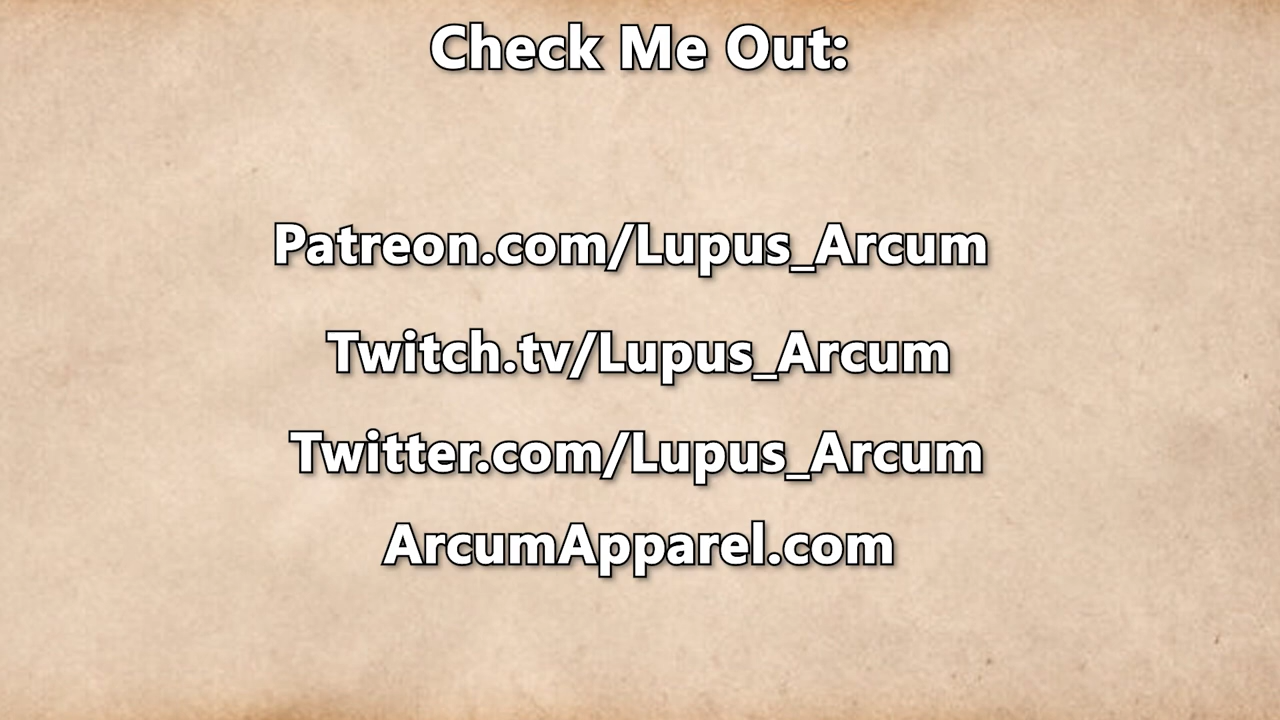 Check Me Out:
Patreon.com/Lupus_Arcum
Twitch.tv/Lupus_Arcum
Twitter.com/Lupus_Arcum
ArcumApparel.com